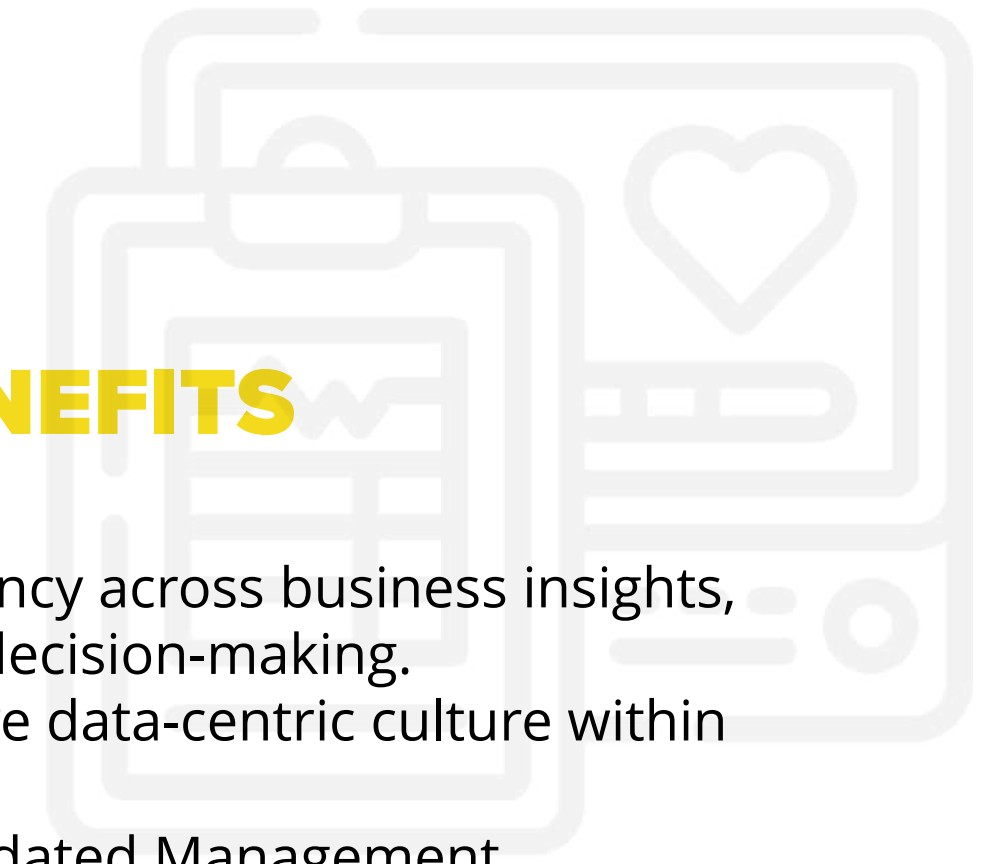 NEFITS
ncy across business insights,
decision-making.
e data-centric culture within
dated Management